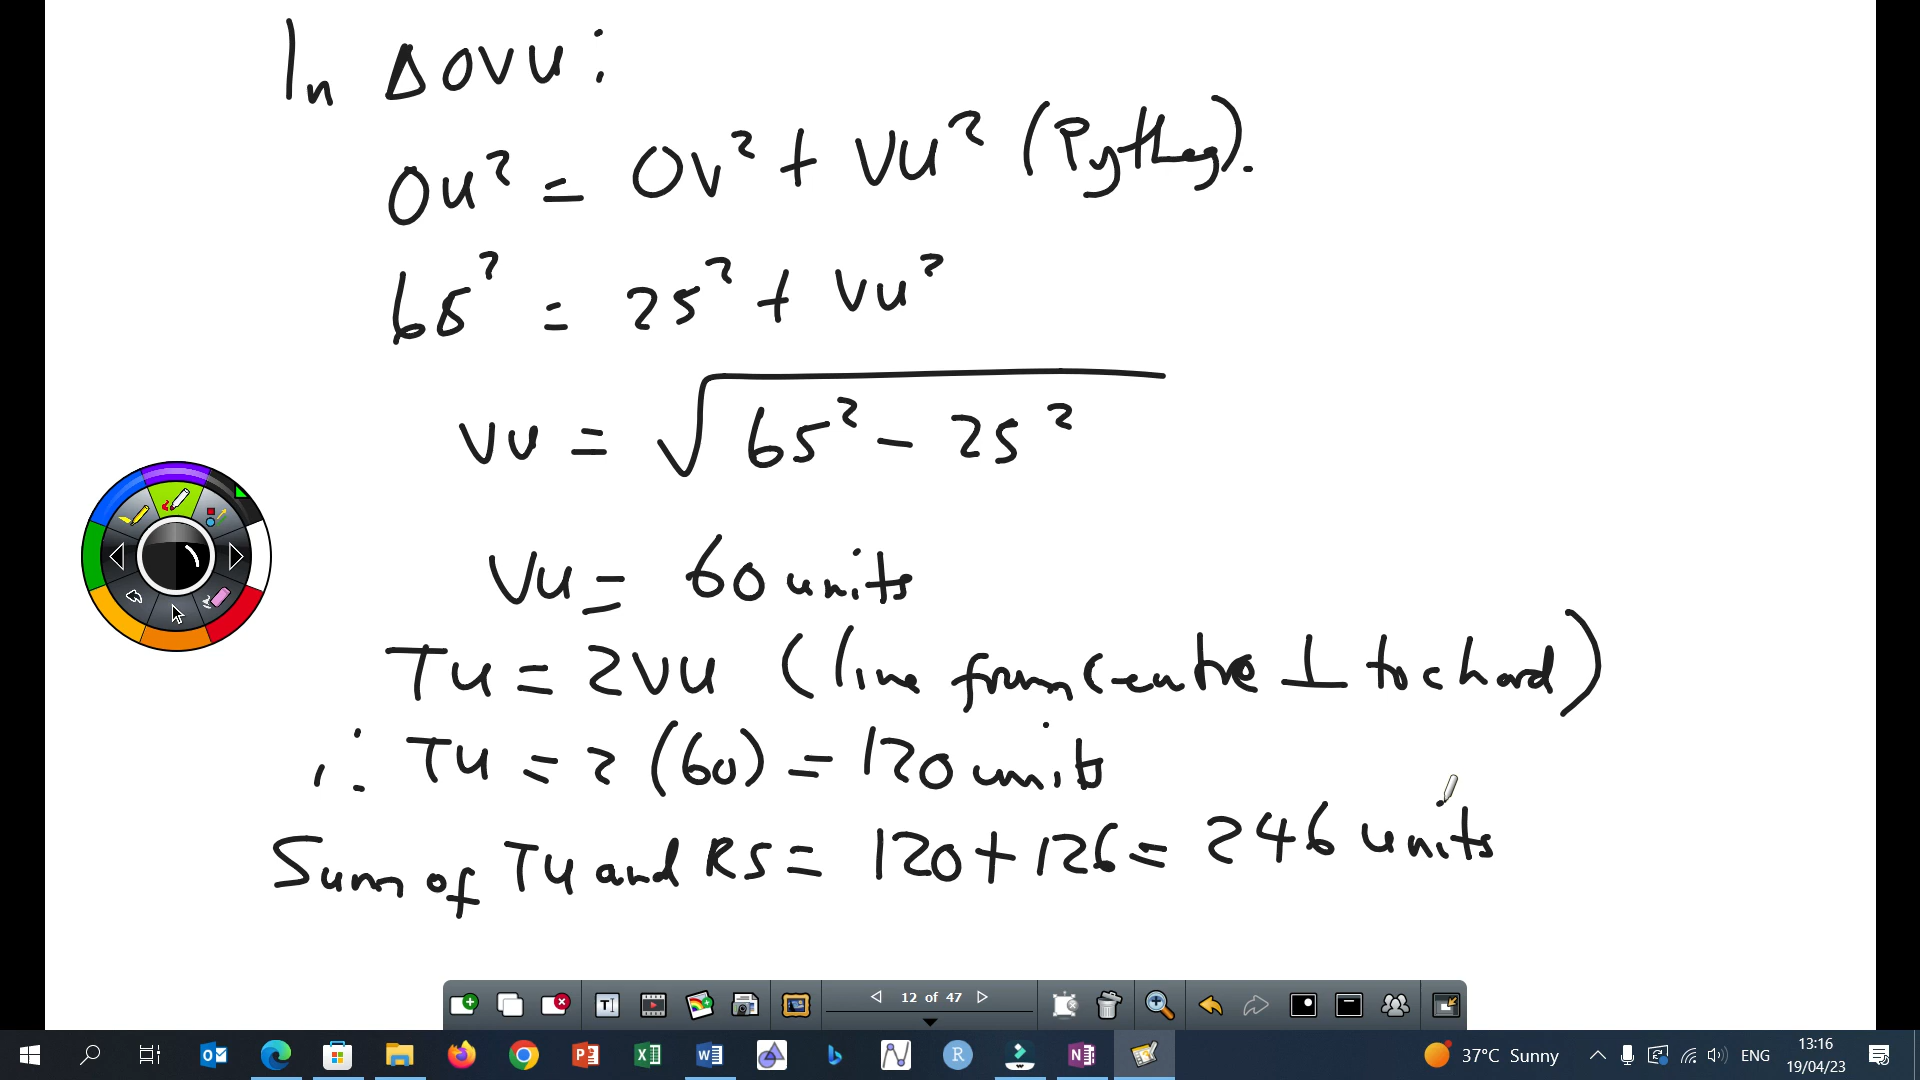 In ΔOVU:
OU² = OV² + VU² (Pythag).
65² = 25² + VU²
VU = √65² - 25²
VU = 60 units
TU = 2VU (line from centre ⊥ to chord)
∴ TU = 2 (60) = 120 units
Sum of TU and RS = 120 + 126 = 246 units
12 of 47
37°C Sunny
ENG
13:16
19/04/23